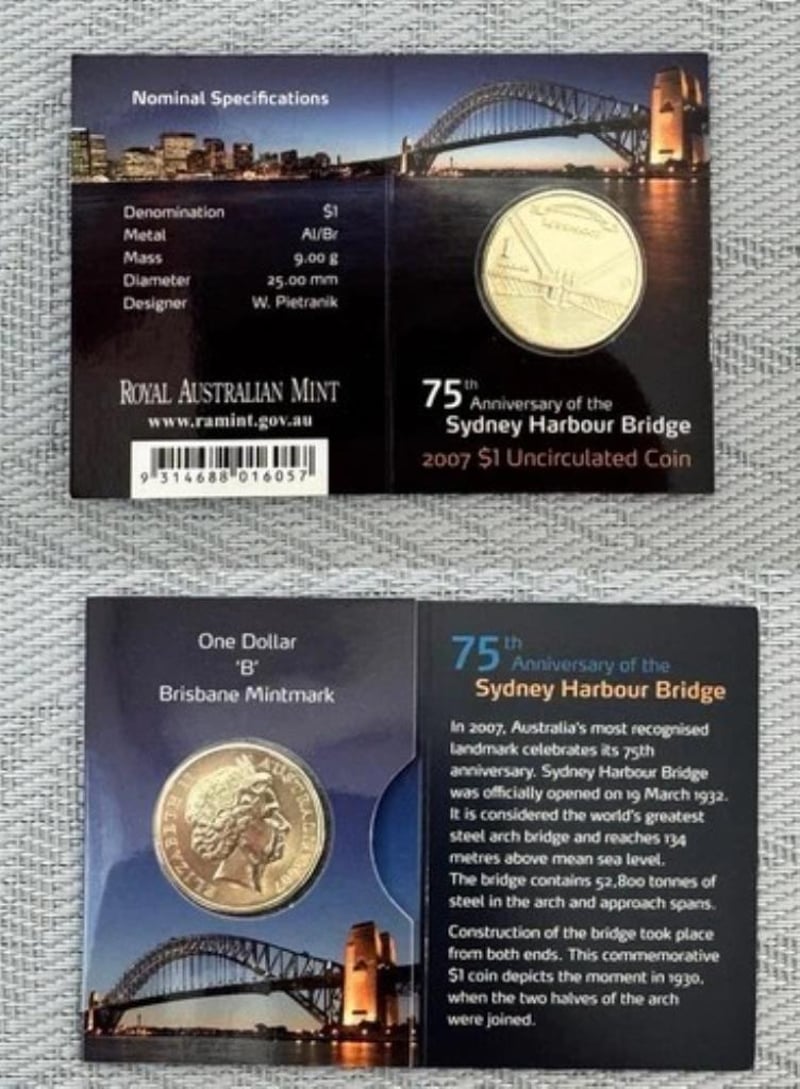 Nominal Specifications
Denomination $1
Metal Al/Br
Mass 9.00 g
Diameter 25.00 mm
Designer W. Pietranik
ROYAL AUSTRALIAN MINT
www.ramint.gov.au
9 314688 016057
1
75th Anniversary of the
Sydney Harbour Bridge
2007 $1 Uncirculated Coin
One Dollar
'B'
Brisbane Mintmark
ELIZABETH II AUSTRALIA 2007
75th Anniversary of the
Sydney Harbour Bridge
In 2007, Australia's most recognised
landmark celebrates its 75th
anniversary. Sydney Harbour Bridge
was officially opened on 19 March 1932.
It is considered the world's greatest
steel arch bridge and reaches 134
metres above mean sea level.
The bridge contains 52,800 tonnes of
steel in the arch and approach spans.
Construction of the bridge took place
from both ends. This commemorative
$1 coin depicts the moment in 1930,
when the two halves of the arch
were joined.